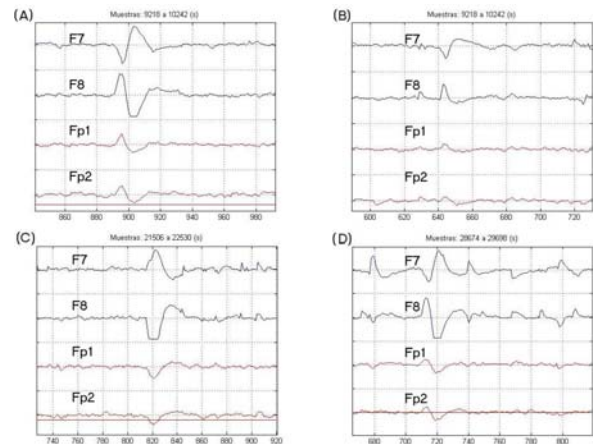 (A)
Muestras: 9218 a 10242 (s)
F7
F8
Fp1
Fp2
860 880 900 920 940 960 980
(B)
Muestras: 9218 a 10242 (s)
F7
F8
Fp1
Fp2
600 620 640 660 680 700 720
(C)
Muestras: 21506 a 22530 (s)
F7
F8
Fp1
Fp2
740 760 780 800 820 840 860 880 900 920
(D)
Muestras: 28674 a 29698 (s)
F7
F8
Fp1
Fp2
680 700 720 740 760 780 800